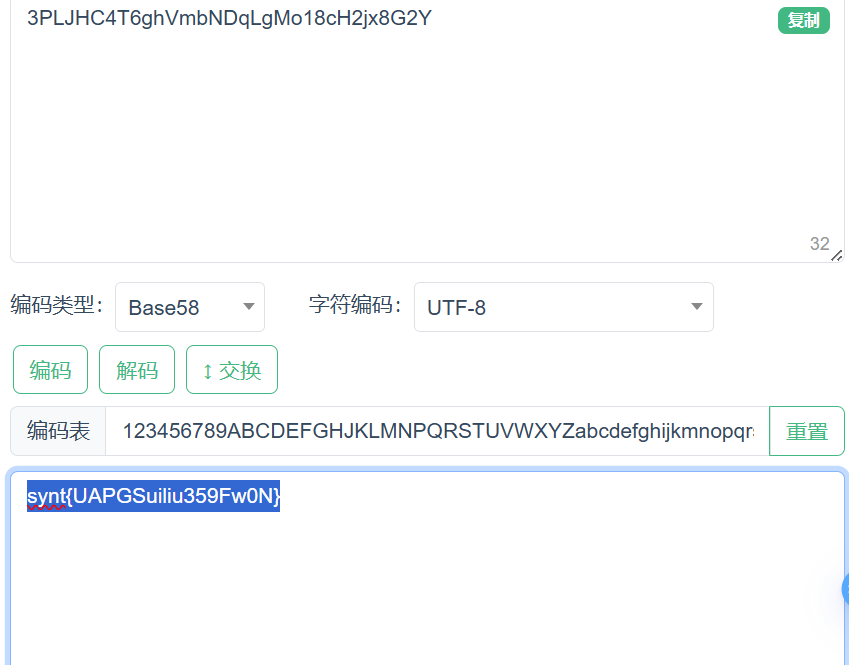 3PLJHC4T6ghVmbNDqLgMo18cH2jx8G2Y
复制
32
编码类型： Base58 字符编码： UTF-8
编码 解码 ↕ 交换
编码表 123456789ABCDEFGHJKLMNPQRSTUVWXYZabcdefghijkmnopqr 重置
synt{UAPGSuiliu359Fw0N}